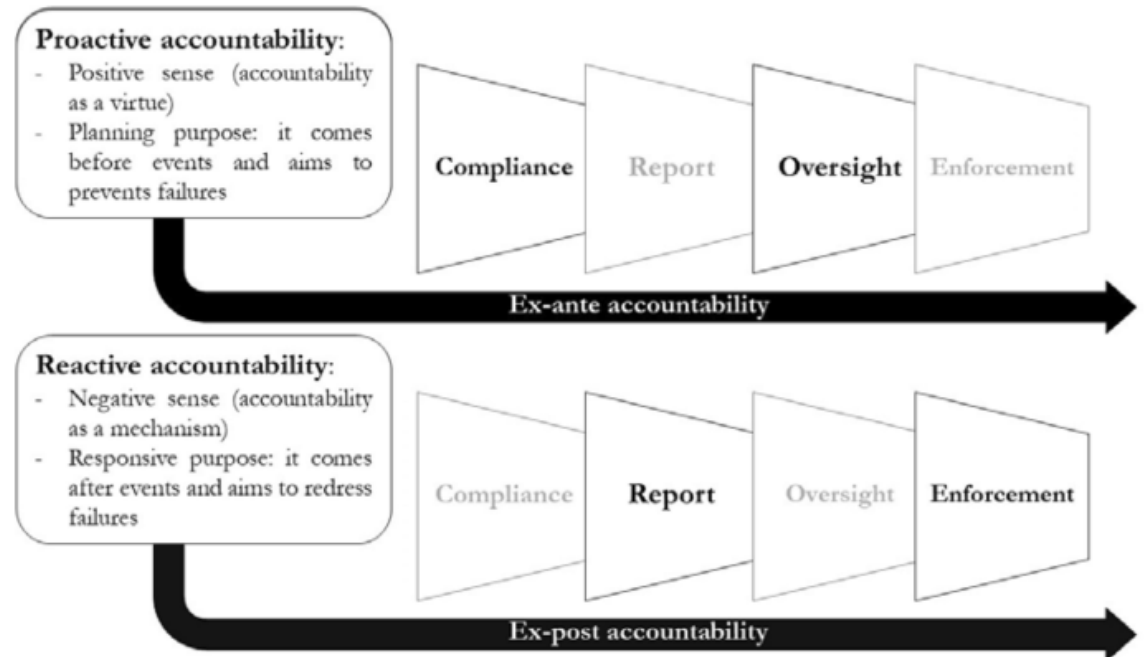 Proactive accountability:
- Positive sense (accountability
as a virtue)
- Planning purpose: it comes
before events and aims to
prevents failures
Compliance
Report
Oversight
Enforcement
Ex-ante accountability
Reactive accountability:
- Negative sense (accountability
as a mechanism)
- Responsive purpose: it comes
after events and aims to redress
failures
Compliance
Report
Oversight
Enforcement
Ex-post accountability